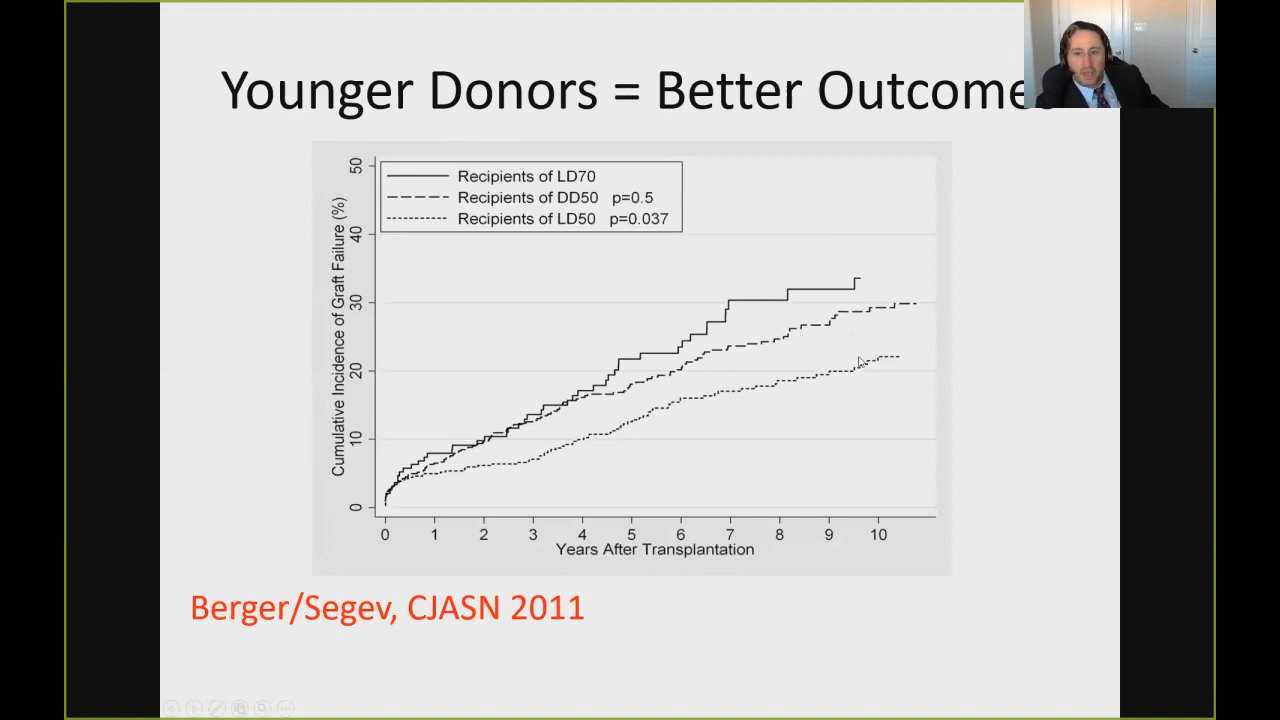 Younger Donors = Better Outcome
Recipients of LD70
Recipients of DD50 p=0.5
Recipients of LD50 p=0.037
Cumulative Incidence of Graft Failure (%)
50
40
30
20
10
0
0 1 2 3 4 5 6 7 8 9 10
Years After Transplantation
Berger/Segev, CJASN 2011